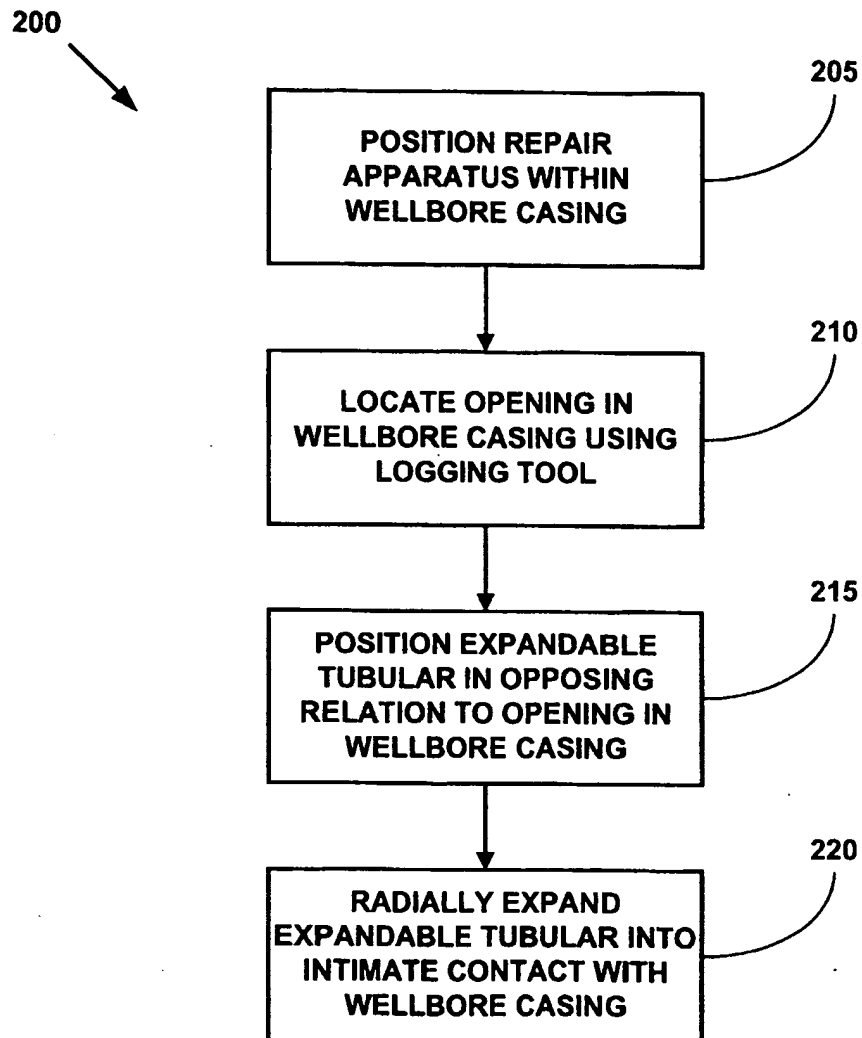 200
205
POSITION REPAIR
APPARATUS WITHIN
WELLBORE CASING
210
LOCATE OPENING IN
WELLBORE CASING USING
LOGGING TOOL
215
POSITION EXPANDABLE
TUBULAR IN OPPOSING
RELATION TO OPENING IN
WELLBORE CASING
220
RADIALLY EXPAND
EXPANDABLE TUBULAR INTO
INTIMATE CONTACT WITH
WELLBORE CASING